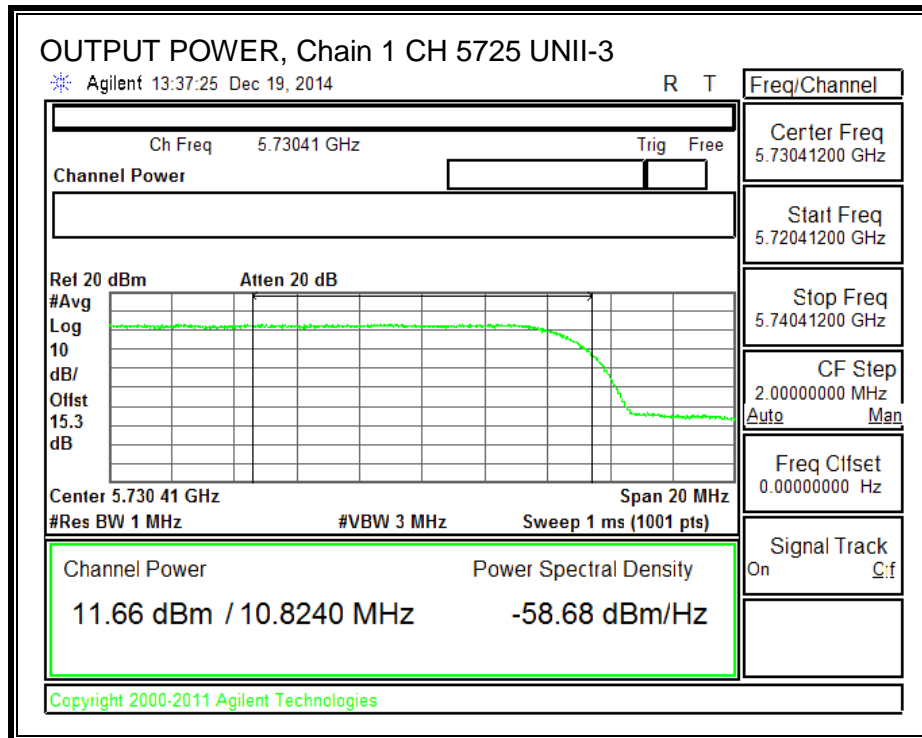 OUTPUT POWER, Chain 1 CH 5725 UNII-3
Agilent 13:37:25 Dec 19, 2014 R T
Freq/Channel
Ch Freq 5.73041 GHz Trig Free
Channel Power
Center Freq
5.73041200 GHz
Start Freq
5.72041200 GHz
Stop Freq
5.74041200 GHz
CF Step
2.00000000 MHz
Auto Man
Freq Offset
0.00000000 Hz
Signal Track
On Off
Ref 20 dBm Atten 20 dB
#Avg
Log
10
dB/
Offst
15.3
dB
Center 5.730 41 GHz Span 20 MHz
#Res BW 1 MHz #VBW 3 MHz Sweep 1 ms (1001 pts)
Channel Power Power Spectral Density
11.66 dBm / 10.8240 MHz -58.68 dBm/Hz
Copyright 2000-2011 Agilent Technologies